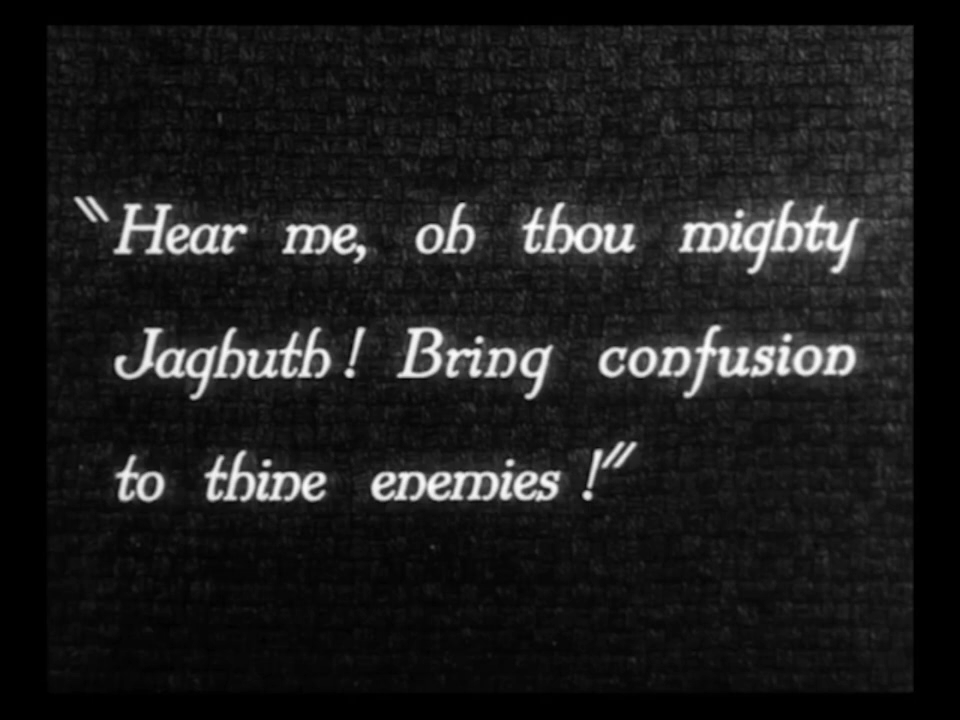 "Hear me, oh thou mighty
Jaghuth! Bring confusion
to thine enemies!"